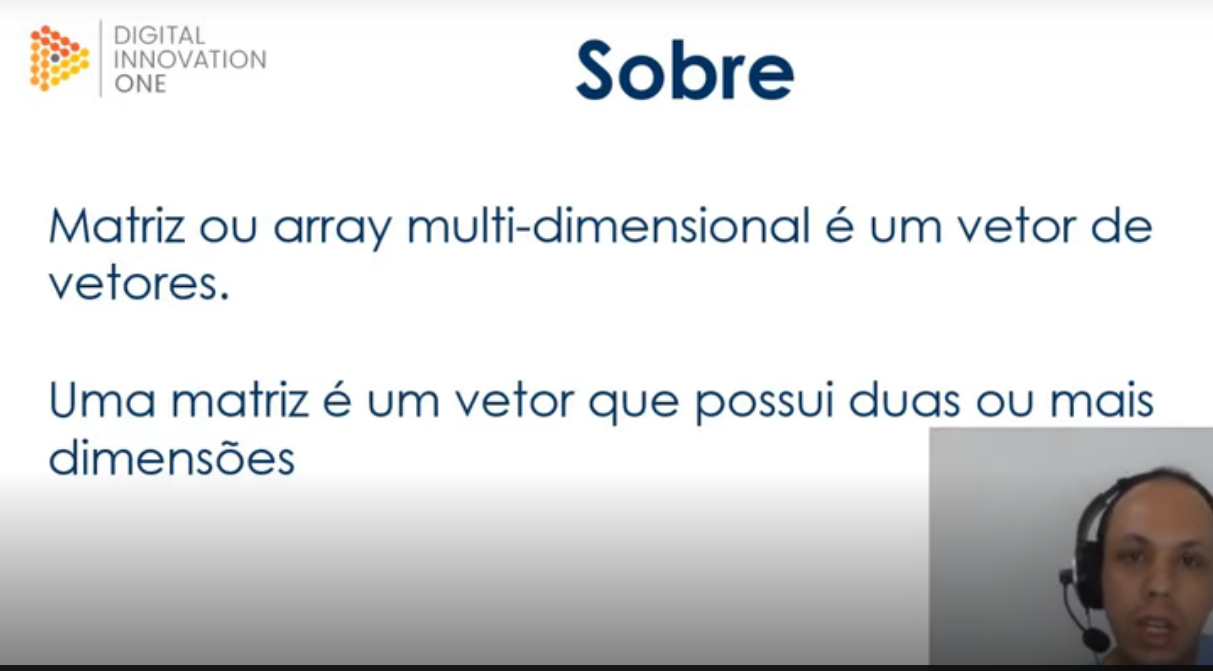 DIGITAL
INNOVATION
ONE
Sobre
Matriz ou array multi-dimensional é um vetor de
vetores.
Uma matriz é um vetor que possui duas ou mais
dimensões